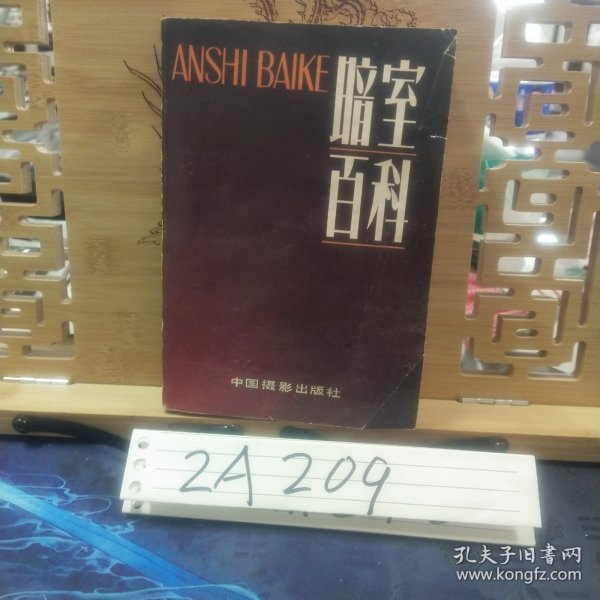 ANSHI BAIKE
暗室
百科
中国摄影出版社
2A 209
孔夫子旧书网
www.kongfz.com